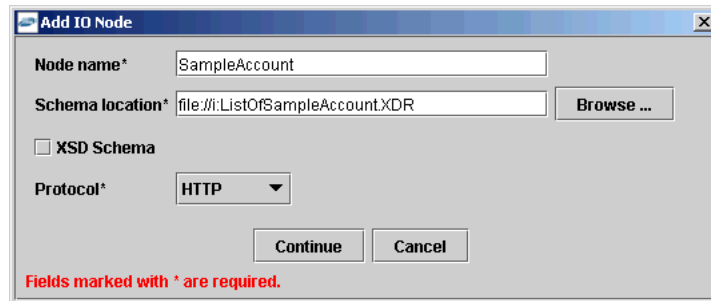 Add IO Node
Node name* SampleAccount
Schema location* file://i:ListOfSampleAccount.XDR Browse ...
XSD Schema
Protocol* HTTP
Continue Cancel
Fields marked with * are required.